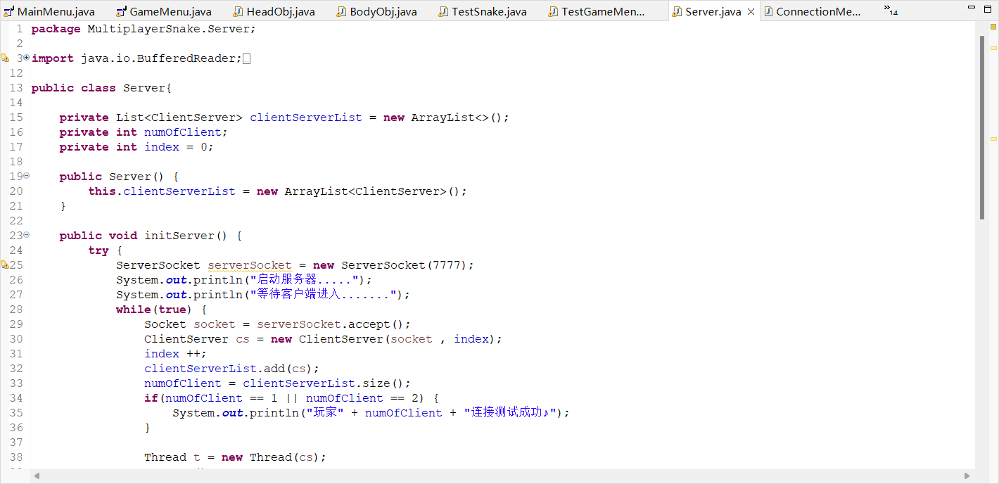 MainMenu.java GameMenu.java HeadObj.java BodyObj.java TestSnake.java TestGameMen... Server.java ConnectionMe... »14
1 package MultiplayerSnake.Server;
2
3 import java.io.BufferedReader;
12
13 public class Server{
14
15 private List<ClientServer> clientServerList = new ArrayList<>();
16 private int numOfClient;
17 private int index = 0;
18
19 public Server() {
20 this.clientServerList = new ArrayList<ClientServer>();
21 }
22
23 public void initServer() {
24 try {
25 ServerSocket serverSocket = new ServerSocket(7777);
26 System.out.println("启动服务器.....");
27 System.out.println("等待客户端进入.......");
28 while(true) {
29 Socket socket = serverSocket.accept();
30 ClientServer cs = new ClientServer(socket , index);
31 index ++;
32 clientServerList.add(cs);
33 numOfClient = clientServerList.size();
34 if(numOfClient == 1 || numOfClient == 2) {
35 System.out.println("玩家" + numOfClient + "连接测试成功♪");
36 }
37
38 Thread t = new Thread(cs);